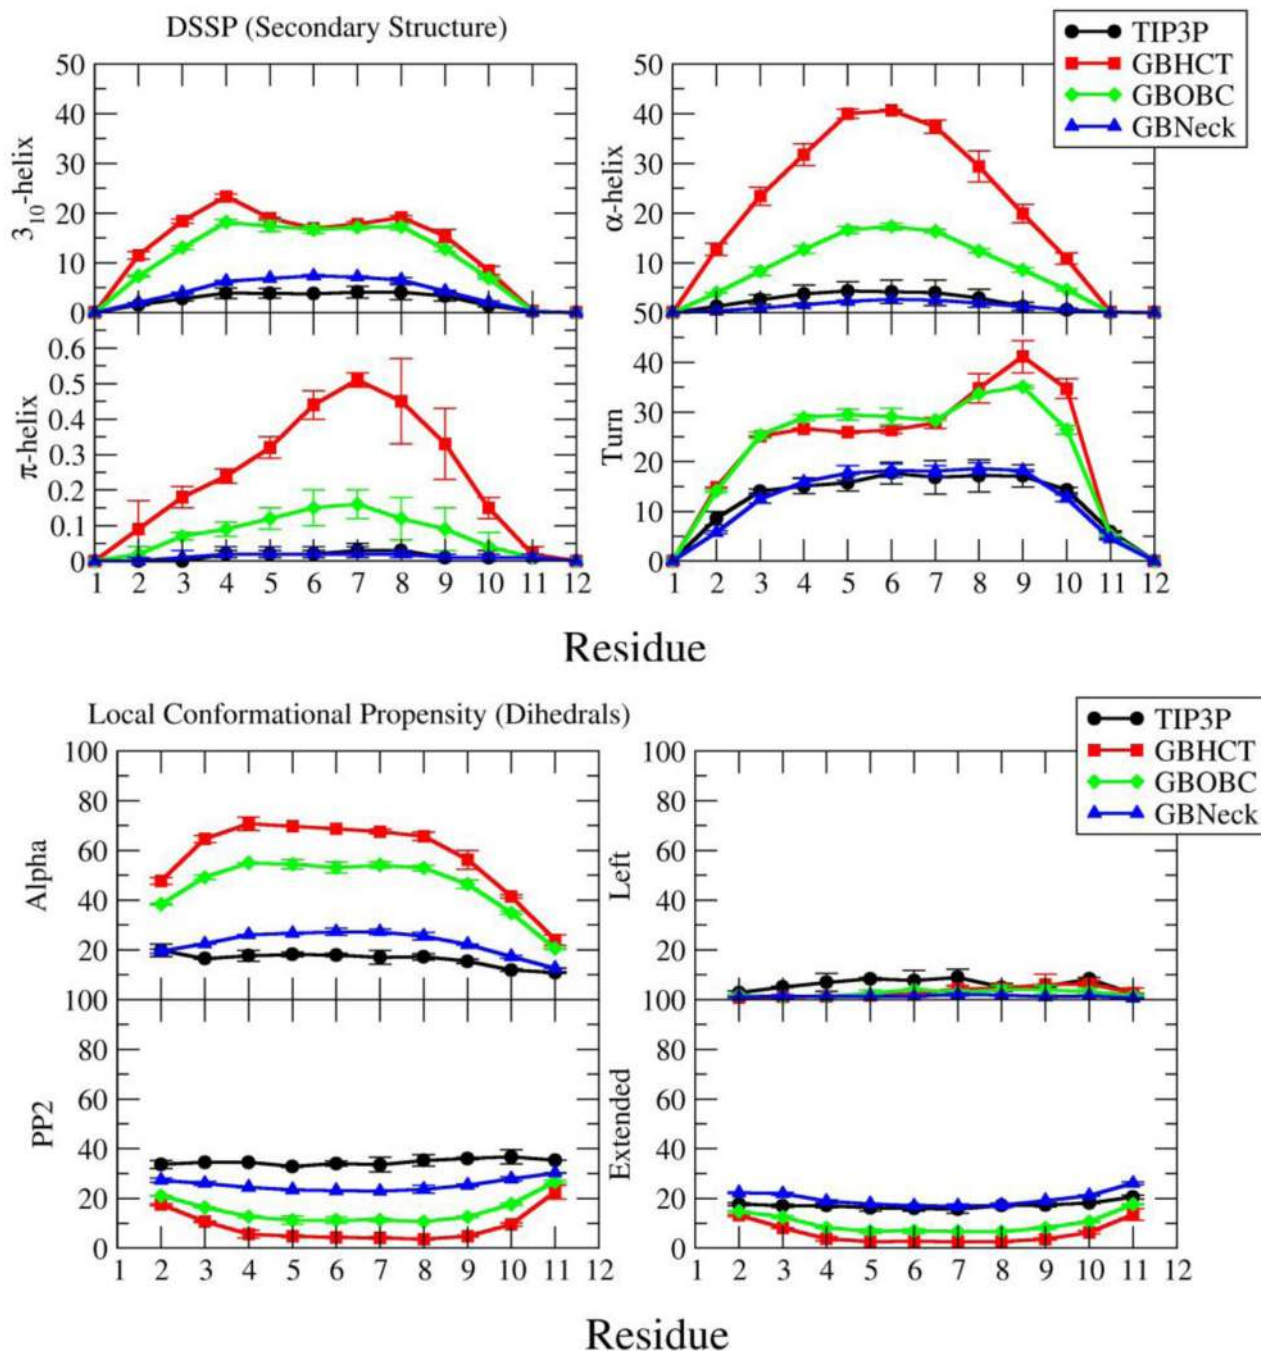 DSSP (Secondary Structure)
TIP3P
GBHCT
GBOBC
GBNeck
50
40
30
20
10
0
3₁₀-helix
50
40
30
20
10
50
α-helix
0.6
0.5
0.4
0.3
0.2
0.1
0
π-helix
40
30
20
10
0
Turn
1 2 3 4 5 6 7 8 9 10 11 12
1 2 3 4 5 6 7 8 9 10 11 12
Residue
Local Conformational Propensity (Dihedrals)
TIP3P
GBHCT
GBOBC
GBNeck
100
80
60
40
20
100
Alpha
100
80
60
40
20
100
Left
80
60
40
20
0
PP2
80
60
40
20
0
Extended
1 2 3 4 5 6 7 8 9 10 11 12
1 2 3 4 5 6 7 8 9 10 11 12
Residue